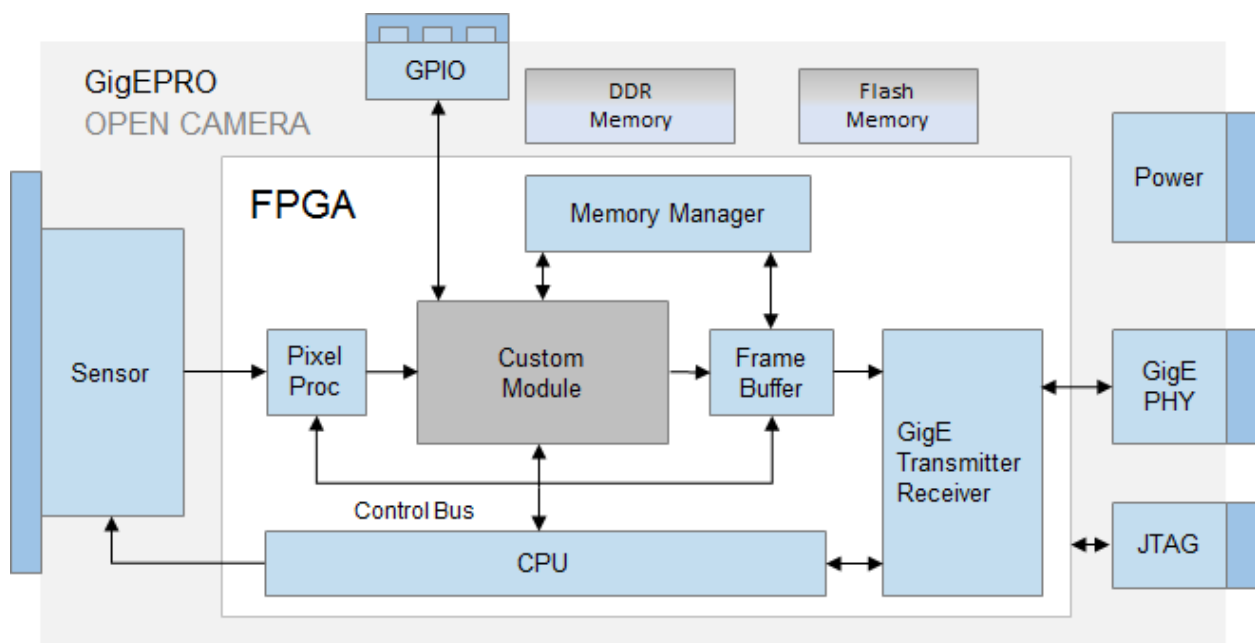 GigEPRO
OPEN CAMERA
GPIO
DDR
Memory
Flash
Memory
Power
FPGA
Memory Manager
Sensor
Pixel
Proc
Custom
Module
Frame
Buffer
GigE
Transmitter
Receiver
GigE
PHY
Control Bus
CPU
JTAG